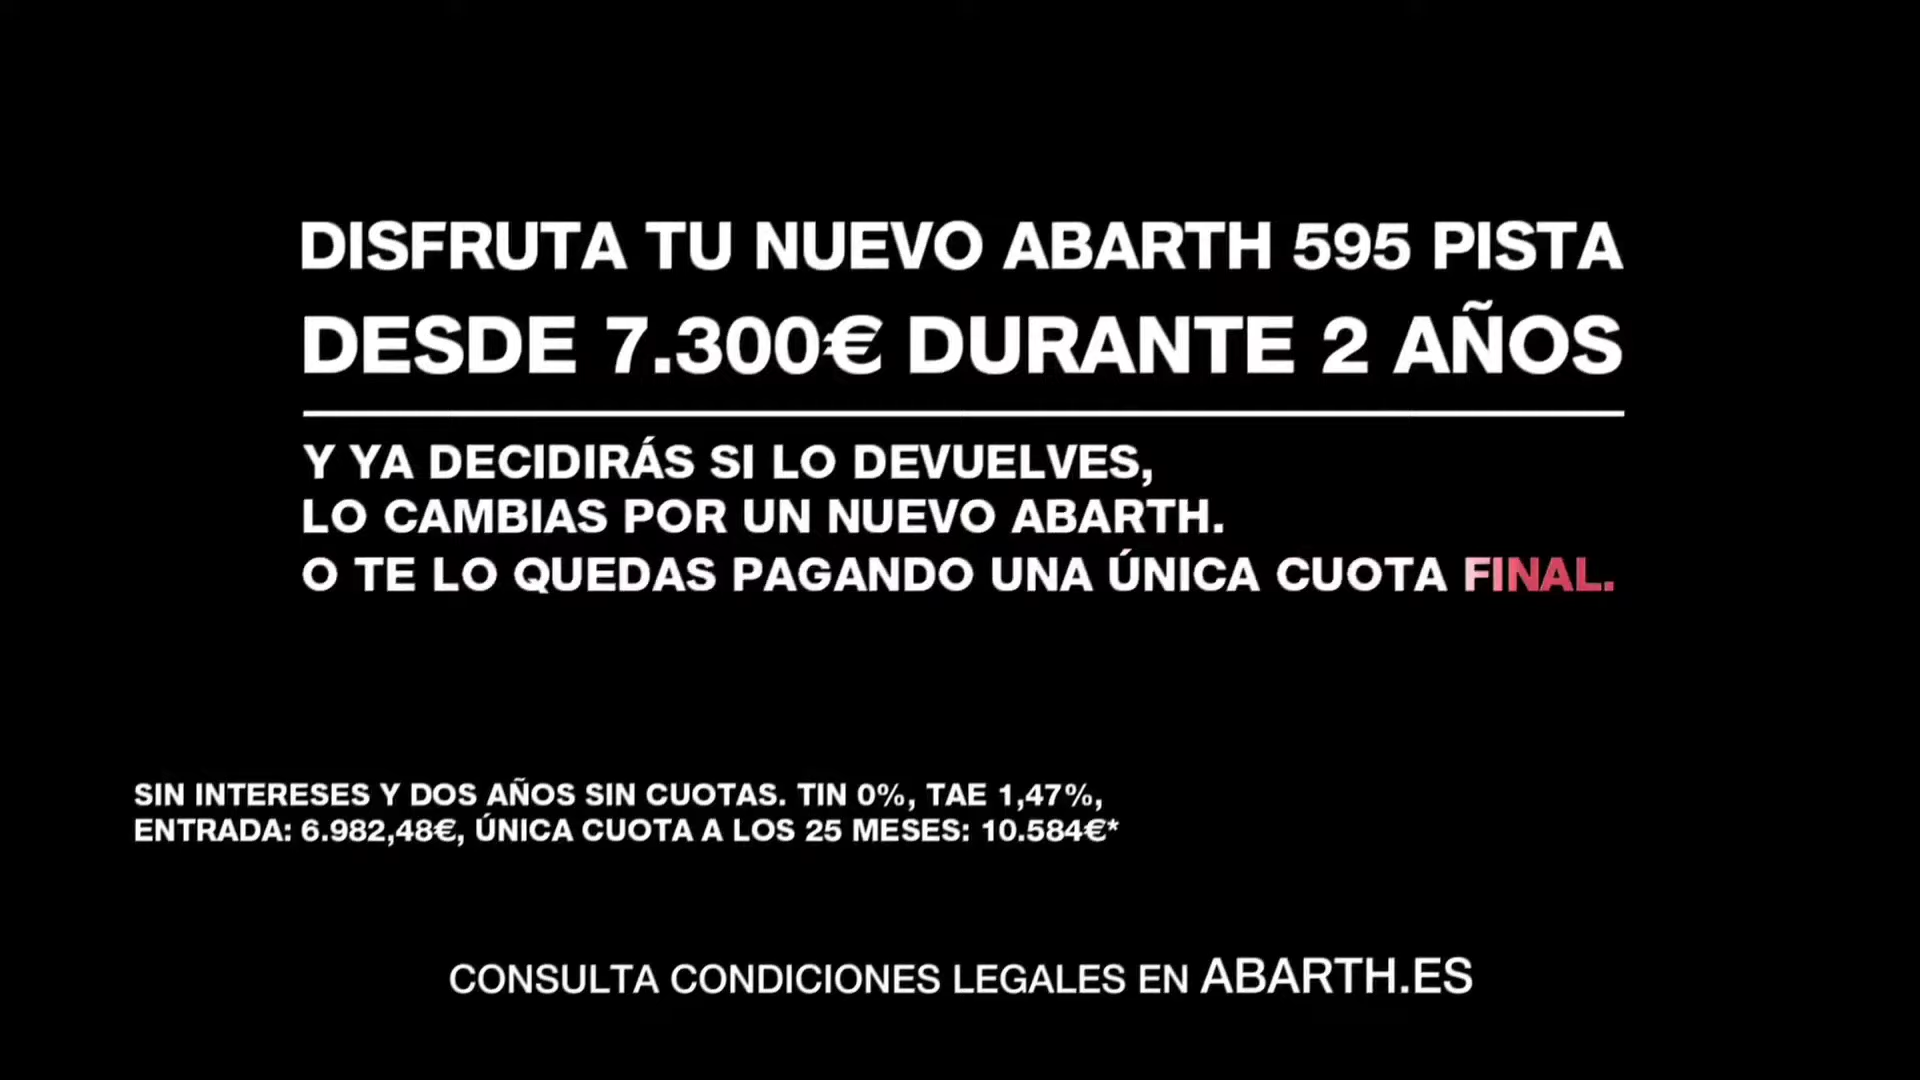 DISFRUTA TU NUEVO ABARTH 595 PISTA
DESDE 7.300€ DURANTE 2 AÑOS
Y YA DECIDIRÁS SI LO DEVUELVES,
LO CAMBIAS POR UN NUEVO ABARTH.
O TE LO QUEDAS PAGANDO UNA ÚNICA CUOTA FINAL.
SIN INTERESES Y DOS AÑOS SIN CUOTAS. TIN 0%, TAE 1,47%,
ENTRADA: 6.982,48€, ÚNICA CUOTA A LOS 25 MESES: 10.584€*
CONSULTA CONDICIONES LEGALES EN ABARTH.ES